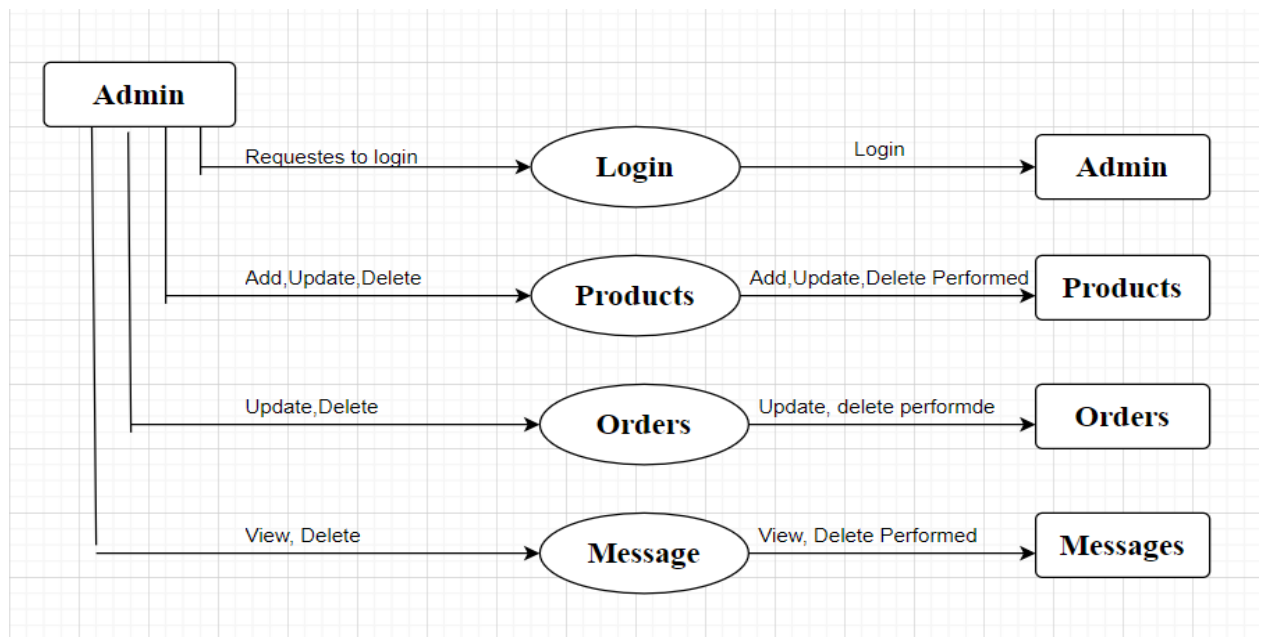 Admin
Requestes to login
Login
Login
Admin
Add,Update,Delete
Products
Add,Update,Delete Performed
Products
Update,Delete
Orders
Update, delete performde
Orders
View, Delete
Message
View, Delete Performed
Messages